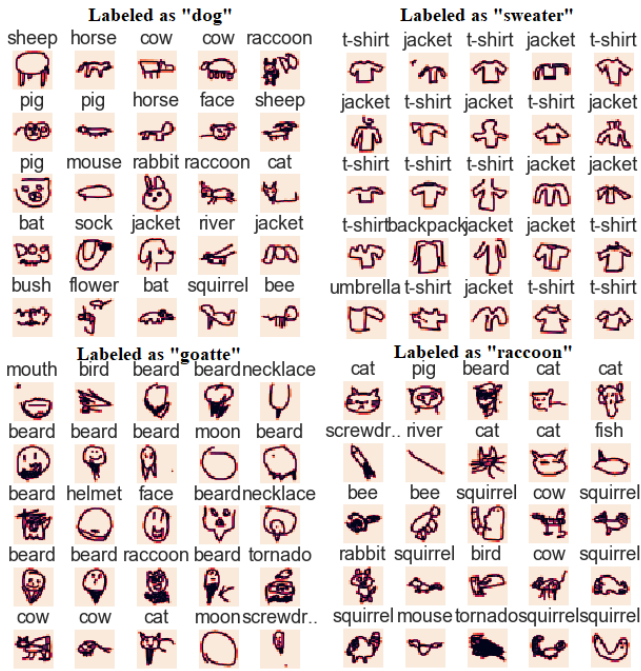 Labeled as "dog"
sheep horse cow cow raccoon
pig pig horse face sheep
pig mouse rabbit raccoon cat
bat sock jacket river jacket
bush flower bat squirrel bee
Labeled as "sweater"
t-shirt jacket t-shirt jacket t-shirt
jacket t-shirt jacket t-shirt jacket
t-shirt t-shirt t-shirt jacket jacket
t-shirt backpack jacket jacket t-shirt
umbrella t-shirt jacket t-shirt t-shirt
Labeled as "goatte"
mouth bird beard beard necklace
beard beard beard moon beard
beard helmet face beard necklace
beard beard raccoon beard tornado
cow cow cat moon screwdr..
Labeled as "raccoon"
cat pig beard cat cat
screwdr.. river cat cat fish
bee bee squirrel cow squirrel
rabbit squirrel bird cow squirrel
squirrel mouse tornado squirrel squirrel